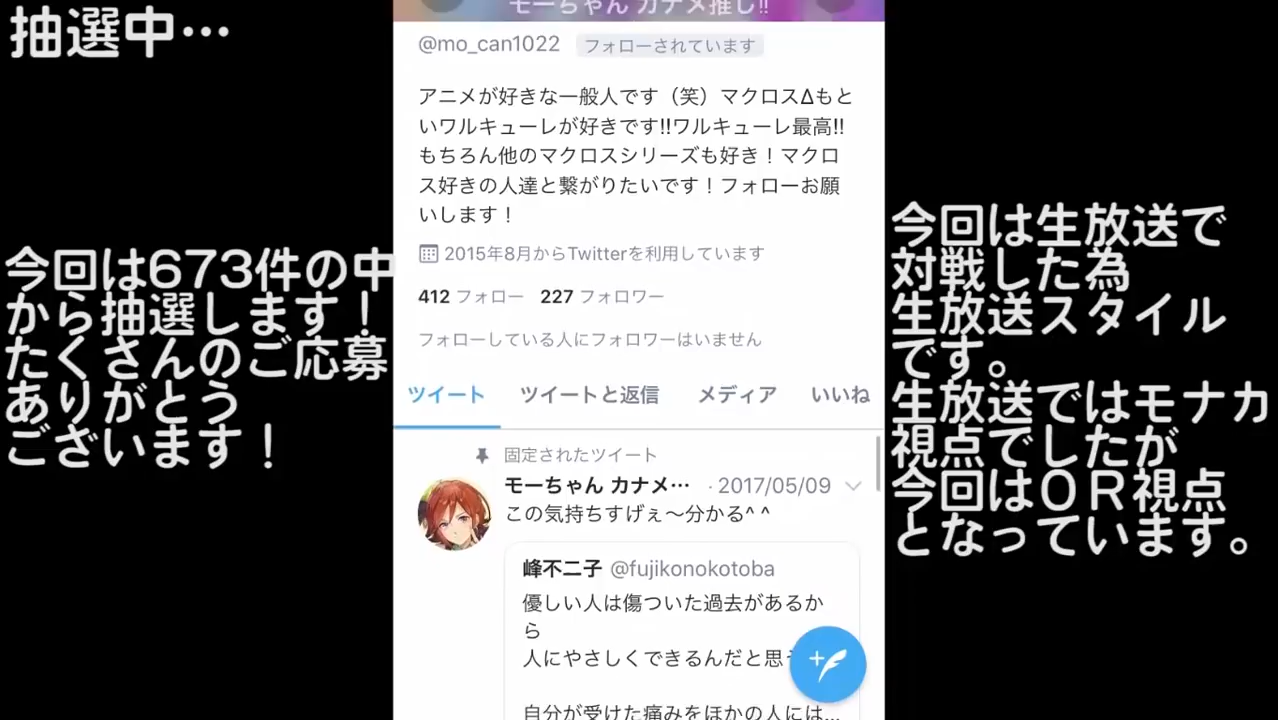 抽選中…
今回は673件の中
から抽選します！
たくさんのご応募
ありがとう
ございます！
モーちゃん カナメ推し!!
@mo_can1022 フォローされています
アニメが好きな一般人です（笑）マクロスΔもと
いワルキューレが好きです!!ワルキューレ最高!!
もちろん他のマクロスシリーズも好き！マクロ
ス好きの人達と繋がりたいです！フォローお願
いします！
2015年8月からTwitterを利用しています
412 フォロー 227 フォロワー
フォローしている人にフォロワーはいません
ツイート ツイートと返信 メディア いいね
固定されたツイート
モーちゃん カナメ… · 2017/05/09
この気持ちすげぇ〜分かる^ ^
峰不二子 @fujikonokotoba
優しい人は傷ついた過去があるか
ら
人にやさしくできるんだと思う
自分が受けた痛みをほかの人には…
今回は生放送で
対戦した為
生放送スタイル
です。
生放送ではモナカ
視点でしたが
今回はＯＲ視点
となっています。